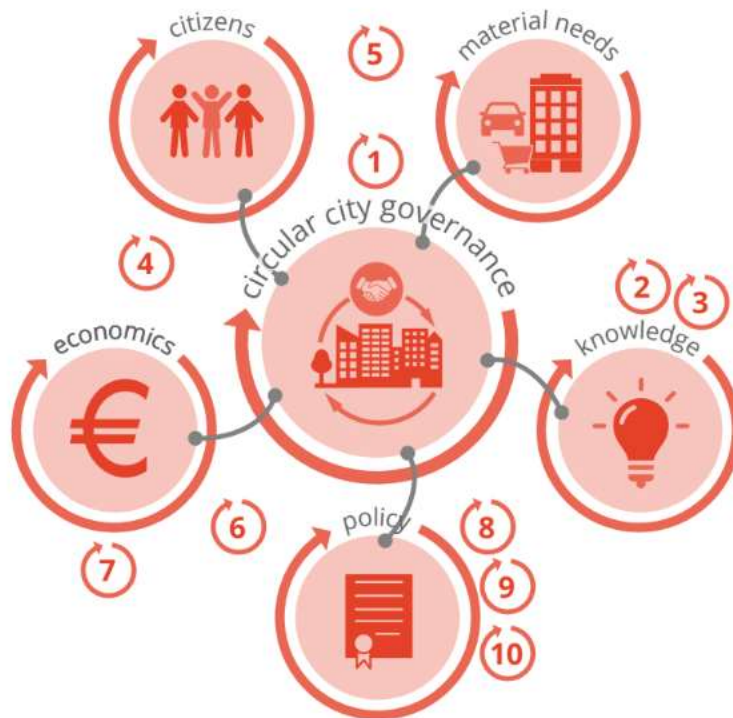 citizens
5
material needs
1
circular city governance
4
2
3
economics
knowledge
€
6
policy
8
7
9
10